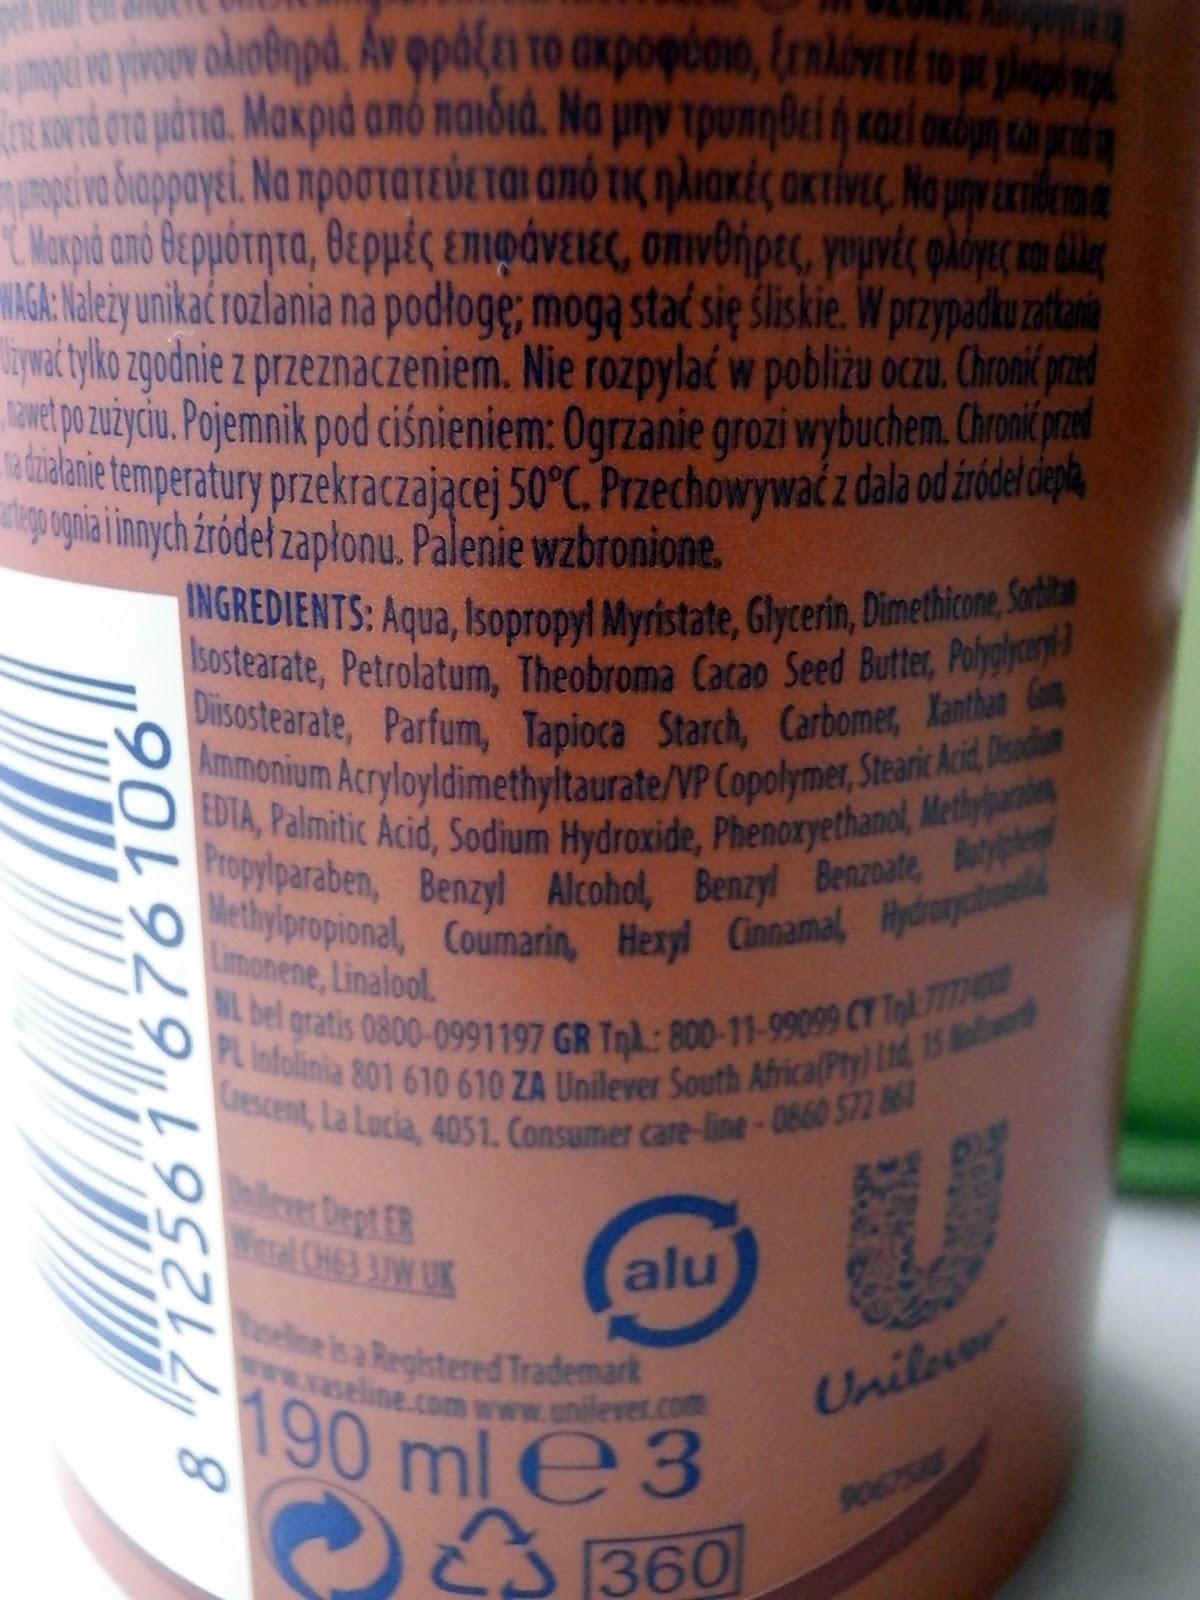 μπορεί να γίνουν ολισθηρά. Αν φράξει το ακροφύσιο, ξεπλύνετέ το με χλιαρό νερό.
κοντά στα μάτια. Μακριά από παιδιά. Να μην τρυπηθεί ή καεί ακόμη και μετά τη
μπορεί να διαρραγεί. Να προστατεύεται από τις ηλιακές ακτίνες. Να μην εκτίθεται σε
°C. Μακριά από θερμότητα, θερμές επιφάνειες, σπινθήρες, γυμνές φλόγες και άλλες
WAGA: Należy unikać rozlania na podłogę; mogą stać się śliskie. W przypadku zatkania
Używać tylko zgodnie z przeznaczeniem. Nie rozpylać w pobliżu oczu. Chronić przed
, nawet po zużyciu. Pojemnik pod ciśnieniem: Ogrzanie grozi wybuchem. Chronić przed
na działanie temperatury przekraczającej 50°C. Przechowywać z dala od źródeł ciepła,
artego ognia i innych źródeł zapłonu. Palenie wzbronione.
INGREDIENTS: Aqua, Isopropyl Myristate, Glycerin, Dimethicone, Sorbitan
Isostearate, Petrolatum, Theobroma Cacao Seed Butter, Polyglyceryl-3
Diisostearate, Parfum, Tapioca Starch, Carbomer, Xanthan Gum,
Ammonium Acryloyldimethyltaurate/VP Copolymer, Stearic Acid, Disodium
EDTA, Palmitic Acid, Sodium Hydroxide, Phenoxyethanol, Methylparaben,
Propylparaben, Benzyl Alcohol, Benzyl Benzoate, Butylphenyl
Methylpropional, Coumarin, Hexyl Cinnamal, Hydroxycitronellal,
Limonene, Linalool.
NL bel gratis 0800-0991197 GR Τηλ.: 800-11-99099 CY Τηλ:77774000
PL Infolinia 801 610 610 ZA Unilever South Africa(Pty) Ltd, 15 Nollsworth
Crescent, La Lucia, 4051. Consumer care-line - 0860 572 861
Unilever Dept ER
Wirral CH63 3JW UK
alu
Vaseline is a Registered Trademark
www.vaseline.com www.unilever.com
Unilever
190 ml e 3
360
8 712561 676106